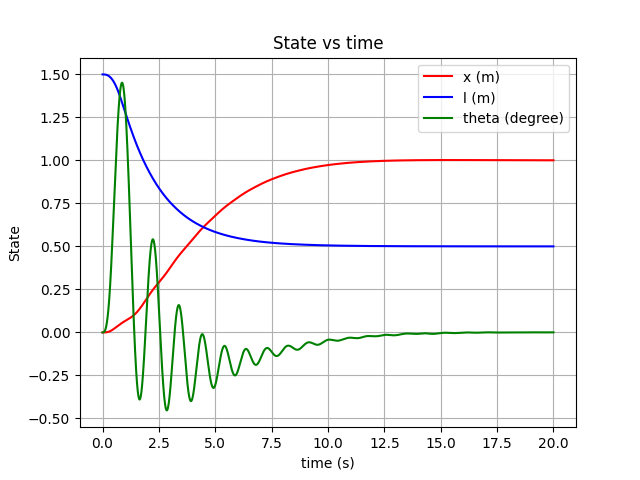 State vs time
x (m)
l (m)
theta (degree)
State
1.50
1.25
1.00
0.75
0.50
0.25
0.00
−0.25
−0.50
0.0 2.5 5.0 7.5 10.0 12.5 15.0 17.5 20.0
time (s)